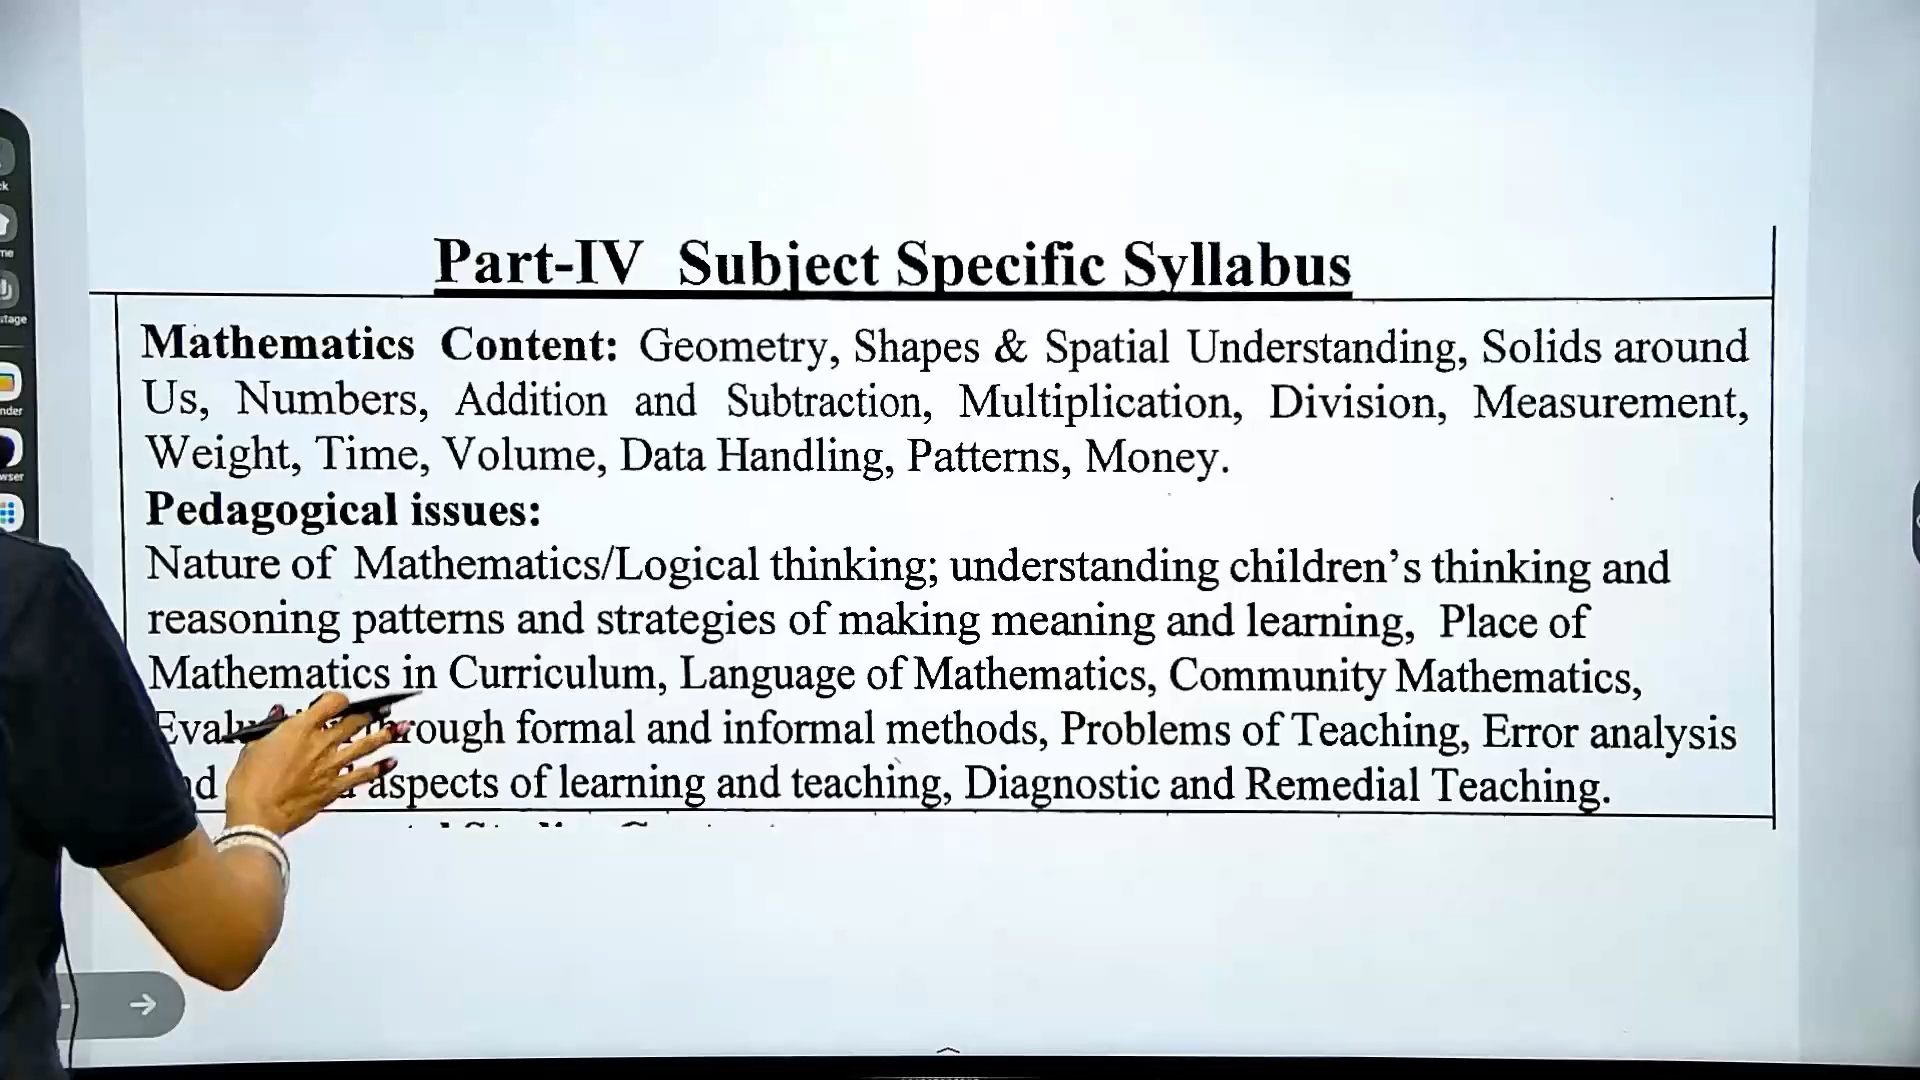 Part-IV Subject Specific Syllabus
Mathematics Content: Geometry, Shapes & Spatial Understanding, Solids around
Us, Numbers, Addition and Subtraction, Multiplication, Division, Measurement,
Weight, Time, Volume, Data Handling, Patterns, Money.
Pedagogical issues:
Nature of Mathematics/Logical thinking; understanding children's thinking and
reasoning patterns and strategies of making meaning and learning, Place of
Mathematics in Curriculum, Language of Mathematics, Community Mathematics,
through formal and informal methods, Problems of Teaching, Error analysis
aspects of learning and teaching, Diagnostic and Remedial Teaching.